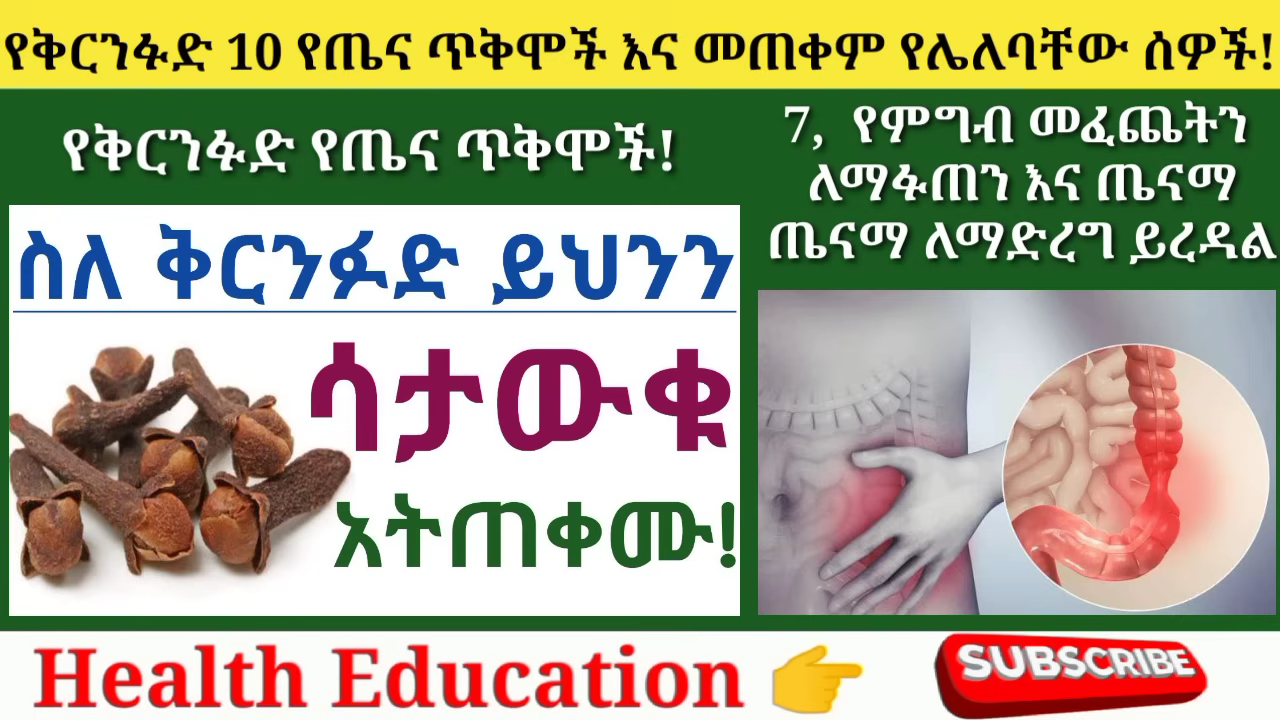 የቅርንፉድ 10 የጤና ጥቅሞች እና መጠቀም የሌለባቸው ሰዎች!
የቅርንፉድ የጤና ጥቅሞች!
ስለ ቅርንፉድ ይህንን
ሳታውቁ
አትጠቀሙ!
7, የምግብ መፈጨትን
ለማፋጠን እና ጤናማ
ጤናማ ለማድረግ ይረዳል
Health Education
SUBSCRIBE